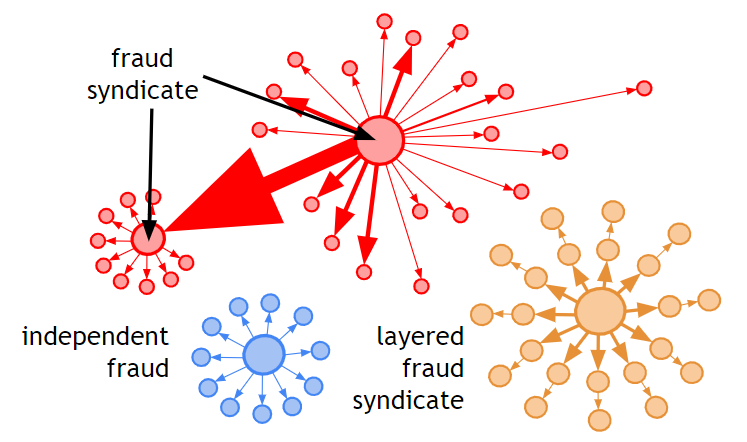 fraud
syndicate
independent
fraud
layered
fraud
syndicate